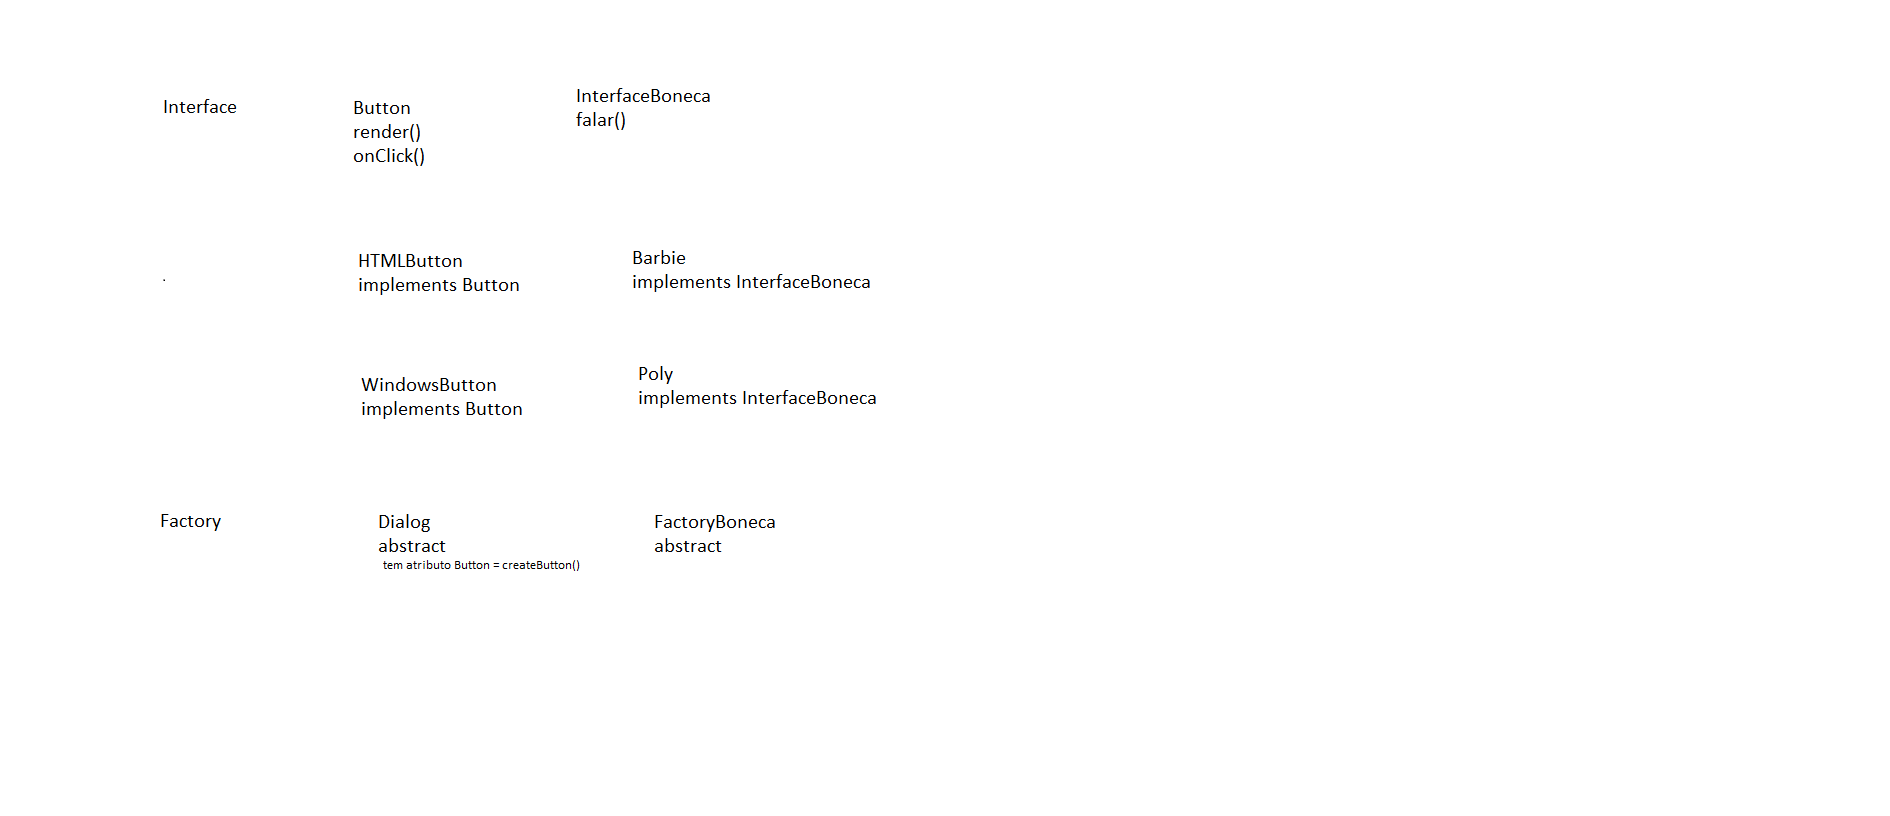 Interface
Button
render()
onClick()
InterfaceBoneca
falar()
.
HTMLButton
implements Button
Barbie
implements InterfaceBoneca
WindowsButton
implements Button
Poly
implements InterfaceBoneca
Factory
Dialog
abstract
tem atributo Button = createButton()
FactoryBoneca
abstract